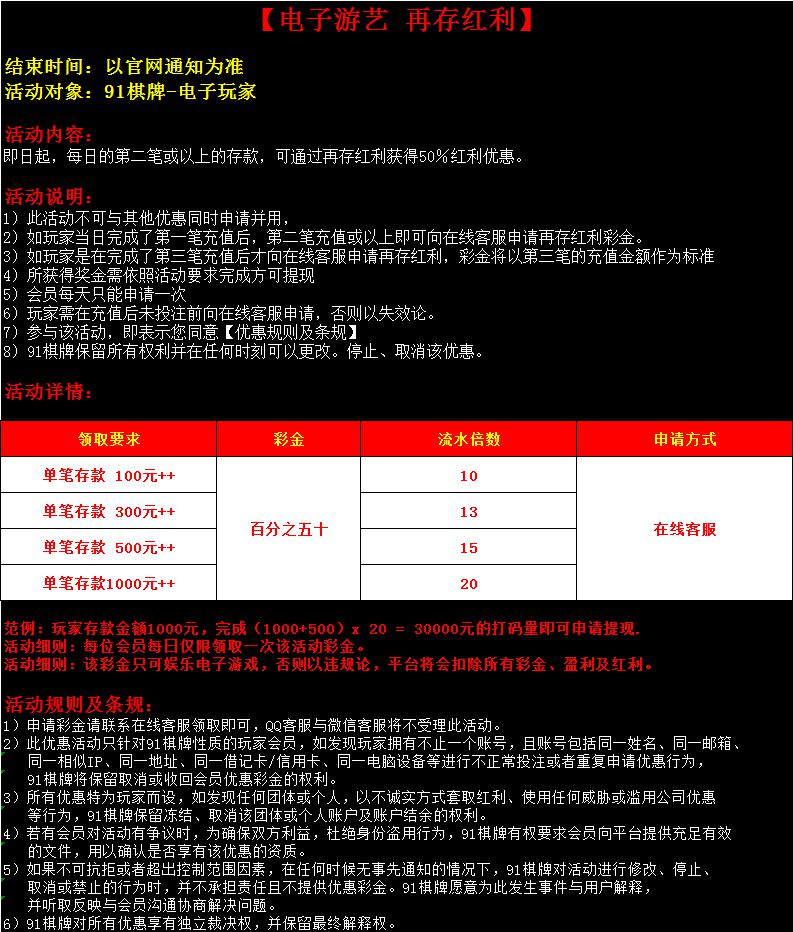 【电子游艺 再存红利】
结束时间：以官网通知为准
活动对象：91棋牌-电子玩家
活动内容：
即日起，每日的第二笔或以上的存款，可通过再存红利获得50%红利优惠。
活动说明：
1）此活动不可与其他优惠同时申请并用，
2）如玩家当日完成了第一笔充值后，第二笔充值或以上即可向在线客服申请再存红利彩金。
3）如玩家是在完成了第三笔充值后才向在线客服申请再存红利，彩金将以第三笔的充值金额作为标准
4）所获得奖金需依照活动要求完成方可提现
5）会员每天只能申请一次
6）玩家需在充值后未投注前向在线客服申请，否则以失效论。
7）参与该活动，即表示您同意【优惠规则及条规】
8）91棋牌保留所有权利并在任何时刻可以更改。停止、取消该优惠。
活动详情：
领取要求 彩金 流水倍数 申请方式
单笔存款 100元++ 10
单笔存款 300元++ 13
百分之五十 在线客服
单笔存款 500元++ 15
单笔存款1000元++ 20
范例：玩家存款金额1000元，完成（1000+500）x 20 = 30000元的打码量即可申请提现.
活动细则：每位会员每日仅限领取一次该活动彩金。
活动细则：该彩金只可娱乐电子游戏，否则以违规论，平台将会扣除所有彩金、盈利及红利。
活动规则及条规：
1）申请彩金请联系在线客服领取即可，QQ客服与微信客服将不受理此活动。
2）此优惠活动只针对91棋牌性质的玩家会员，如发现玩家拥有不止一个账号，且账号包括同一姓名、同一邮箱、
同一相似IP、同一地址、同一借记卡/信用卡、同一电脑设备等进行不正常投注或者重复申请优惠行为，
91棋牌将保留取消或收回会员优惠彩金的权利。
3）所有优惠特为玩家而设，如发现任何团体或个人，以不诚实方式套取红利、使用任何威胁或滥用公司优惠
等行为，91棋牌保留冻结、取消该团体或个人账户及账户结余的权利。
4）若有会员对活动有争议时，为确保双方利益，杜绝身份盗用行为，91棋牌有权要求会员向平台提供充足有效
的文件，用以确认是否享有该优惠的资质。
5）如果不可抗拒或者超出控制范围因素，在任何时候无事先通知的情况下，91棋牌对活动进行修改、停止、
取消或禁止的行为时，并不承担责任且不提供优惠彩金。91棋牌愿意为此发生事件与用户解释，
并听取反映与会员沟通协商解决问题。
6）91棋牌对所有优惠享有独立裁决权，并保留最终解释权。